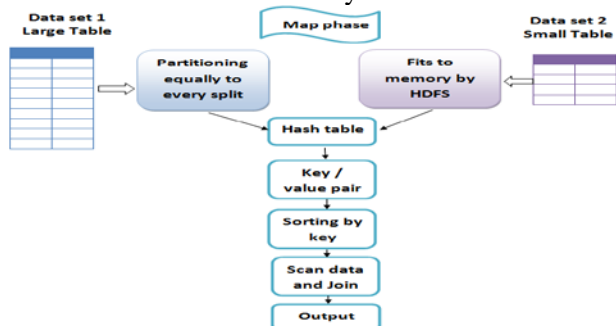 Data set 1
Large Table
Map phase
Data set 2
Small Table
Partitioning
equally to
every split
Fits to
memory by
HDFS
Hash table
Key /
value pair
Sorting by
key
Scan data
and Join
Output